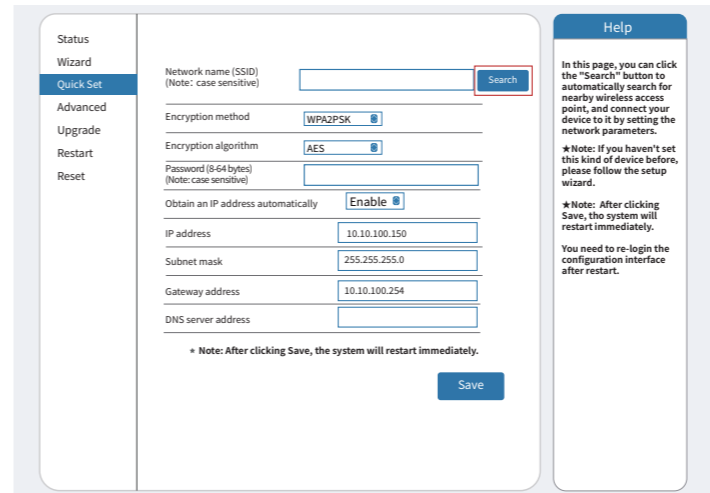 Status
Wizard
Quick Set
Advanced
Upgrade
Restart
Reset
Network name (SSID)
(Note: case sensitive)
Search
Encryption method
WPA2PSK
Encryption algorithm
AES
Password (8-64 bytes)
(Note: case sensitive)
Obtain an IP address automatically
Enable
IP address
10.10.100.150
Subnet mask
255.255.255.0
Gateway address
10.10.100.254
DNS server address
★ Note: After clicking Save, the system will restart immediately.
Save
Help
In this page, you can click
the "Search" button to
automatically search for
nearby wireless access
point, and connect your
device to it by setting the
network parameters.
★Note: If you haven't set
this kind of device before,
please follow the setup
wizard.
★Note: After clicking
Save, tho system will
restart immediately.
You need to re-login the
configuration interface
after restart.